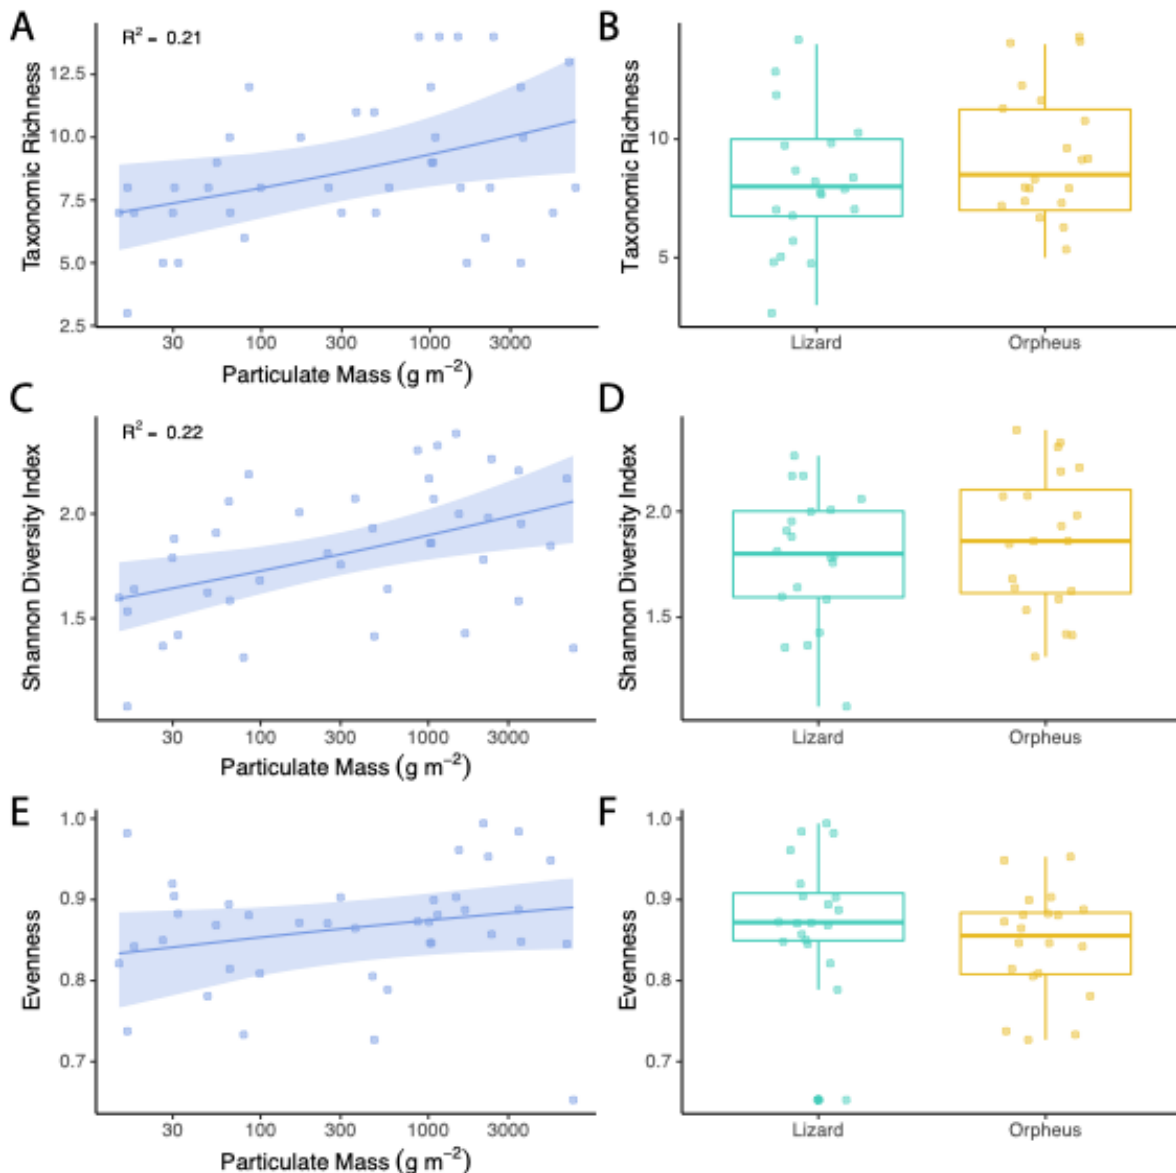 A
R² – 0.21
Taxonomic Richness
12.5
10.0
7.5
5.0
2.5
30 100 300 1000 3000
Particulate Mass (g m⁻²)
B
Taxonomic Richness
10
5
Lizard Orpheus
C
R² – 0.22
Shannon Diversity Index
2.0
1.5
30 100 300 1000 3000
Particulate Mass (g m⁻²)
D
Shannon Diversity Index
2.0
1.5
Lizard Orpheus
E
Evenness
1.0
0.9
0.8
0.7
30 100 300 1000 3000
Particulate Mass (g m⁻²)
F
Evenness
1.0
0.9
0.8
0.7
Lizard Orpheus